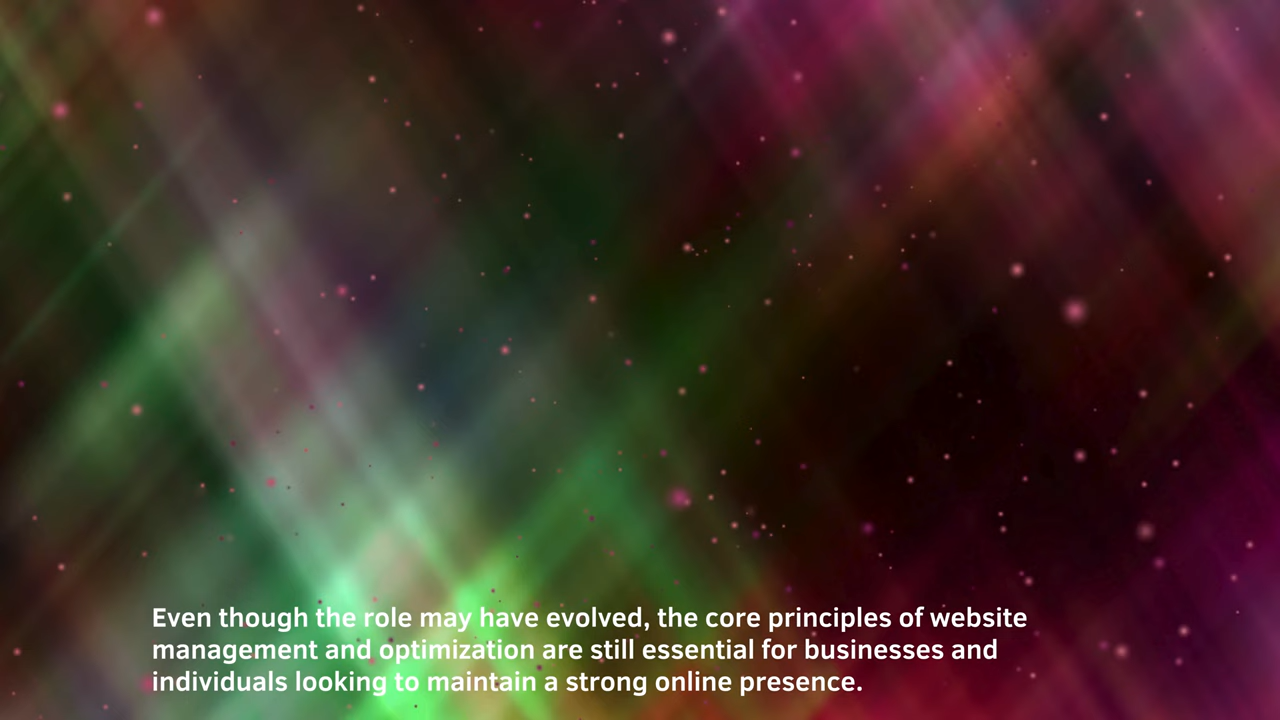 Even though the role may have evolved, the core principles of website
management and optimization are still essential for businesses and
individuals looking to maintain a strong online presence.